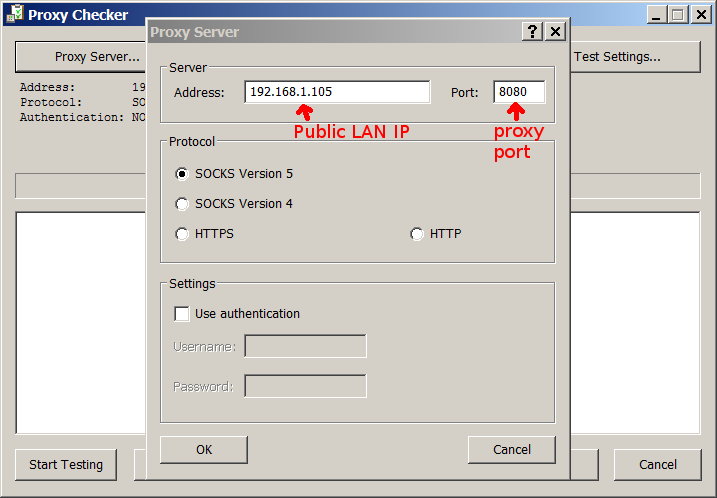 Proxy Checker
Proxy Server...
Test Settings...
Address: 19
Protocol: SO
Authentication: NO
Proxy Server
Server
Address: 192.168.1.105 Port: 8080
Public LAN IP
proxy
port
Protocol
SOCKS Version 5
SOCKS Version 4
HTTPS HTTP
Settings
Use authentication
Username:
Password:
OK Cancel
Start Testing Cancel